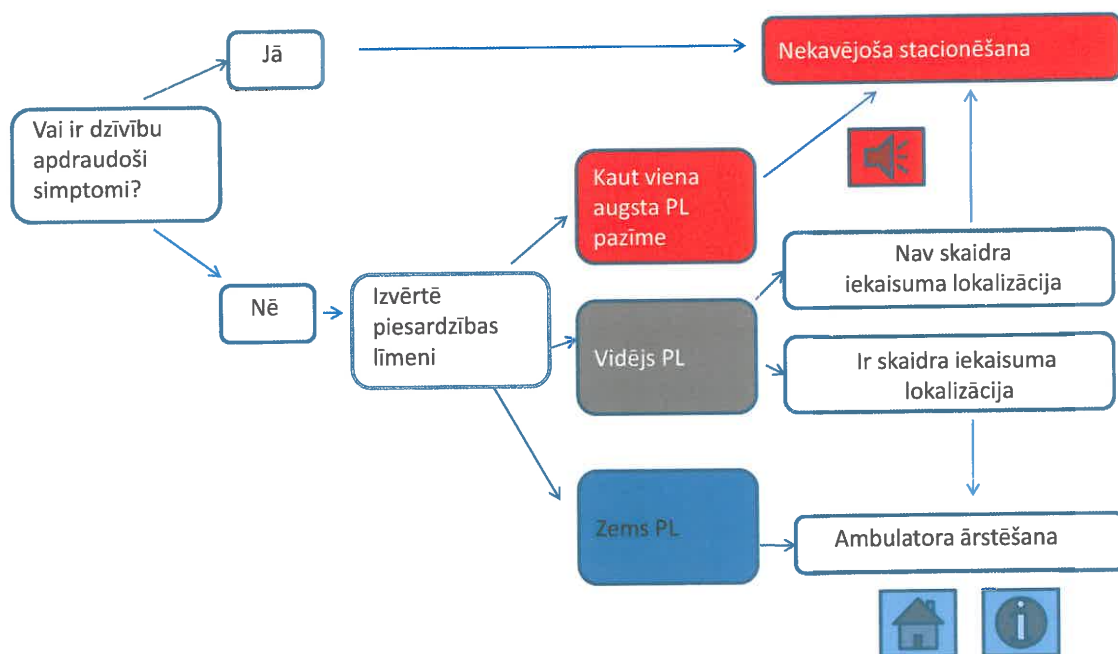 Jā
Nekavējoša stacionēšana
Vai ir dzīvību
apdraudoši
simptomi?
Kaut viena
augsta PL
pazīme
Nav skaidra
iekaisuma lokalizācija
Nē
Izvērtē
piesardzības
līmeni
Vidējs PL
Ir skaidra iekaisuma
lokalizācija
Zems PL
Ambulatora ārstēšana